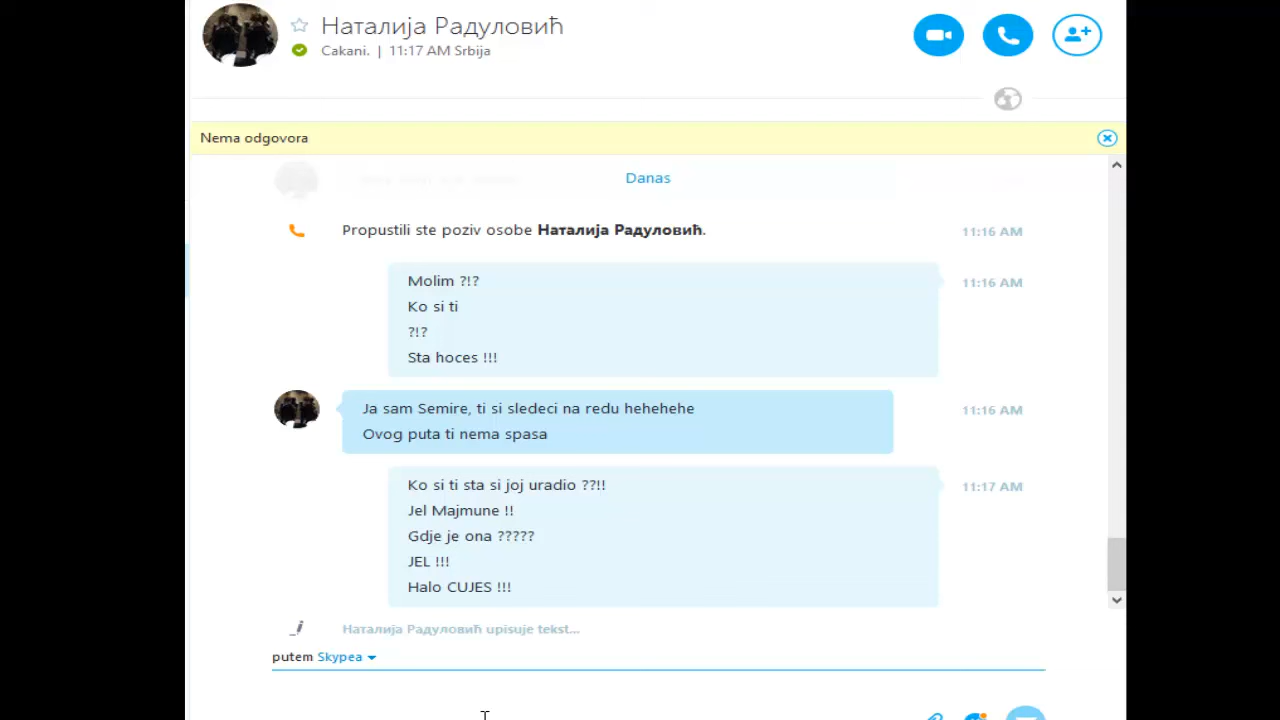 Наталија Радуловић
Cakani. | 11:17 AM Srbija
Nema odgovora
Danas
Propustili ste poziv osobe Наталија Радуловић. 11:16 AM
Molim ?!? 11:16 AM
Ko si ti
?!?
Sta hoces !!!
Ja sam Semire, ti si sledeci na redu hehehehe 11:16 AM
Ovog puta ti nema spasa
Ko si ti sta si joj uradio ??!! 11:17 AM
Jel Majmune !!
Gdje je ona ?????
JEL !!!
Halo CUJES !!!
Наталија Радуловић upisuje tekst...
putem Skypea